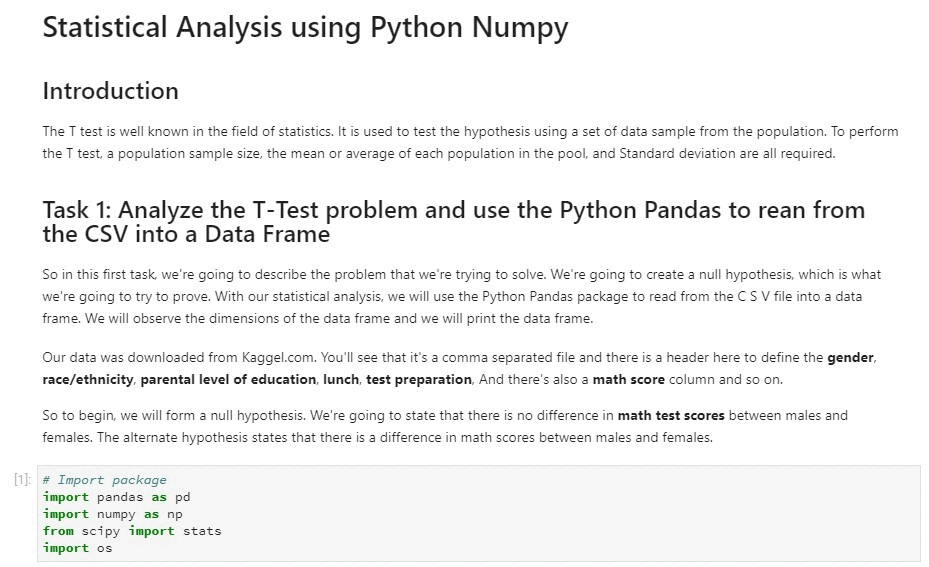 Statistical Analysis using Python Numpy
Introduction
The T test is well known in the field of statistics. It is used to test the hypothesis using a set of data sample from the population. To perform
the T test, a population sample size, the mean or average of each population in the pool, and Standard deviation are all required.
Task 1: Analyze the T-Test problem and use the Python Pandas to rean from
the CSV into a Data Frame
So in this first task, we're going to describe the problem that we're trying to solve. We're going to create a null hypothesis, which is what
we're going to try to prove. With our statistical analysis, we will use the Python Pandas package to read from the C S V file into a data
frame. We will observe the dimensions of the data frame and we will print the data frame.
Our data was downloaded from Kaggel.com. You'll see that it's a comma separated file and there is a header here to define the gender,
race/ethnicity, parental level of education, lunch, test preparation, And there's also a math score column and so on.
So to begin, we will form a null hypothesis. We're going to state that there is no difference in math test scores between males and
females. The alternate hypothesis states that there is a difference in math scores between males and females.
[1]: # Import package
import pandas as pd
import numpy as np
from scipy import stats
import os